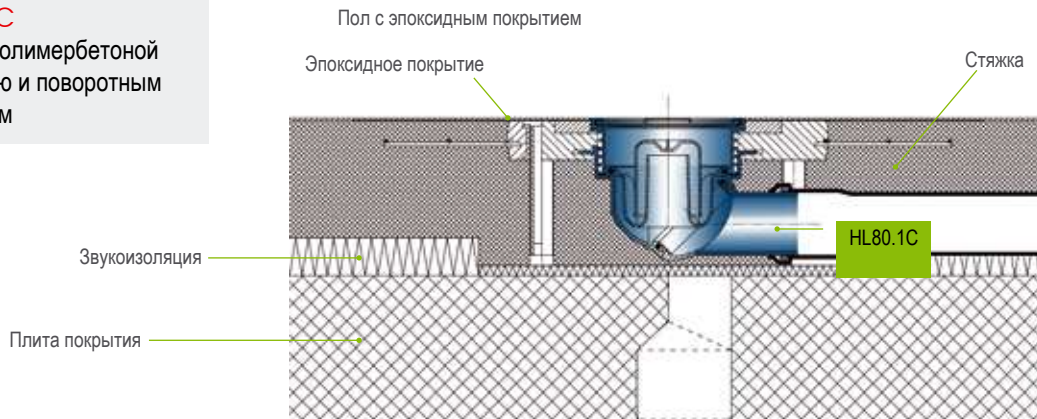 C
олимербетоной
ю и поворотным
м
Пол с эпоксидным покрытием
Эпоксидное покрытие
Стяжка
HL80.1C
Звукоизоляция
Плита покрытия